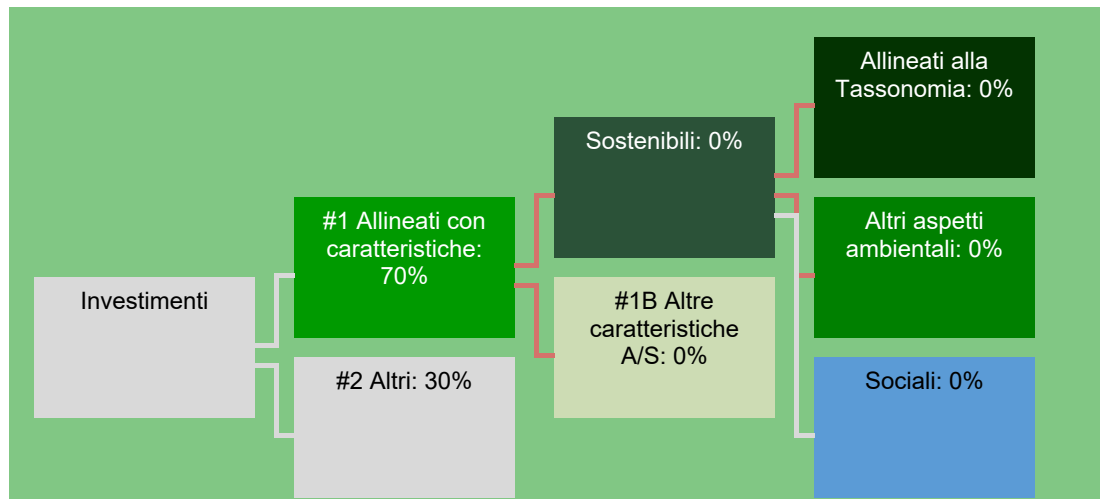 Investimenti
#1 Allineati con
caratteristiche:
70%
#2 Altri: 30%
Sostenibili: 0%
#1B Altre
caratteristiche
A/S: 0%
Allineati alla
Tassonomia: 0%
Altri aspetti
ambientali: 0%
Sociali: 0%